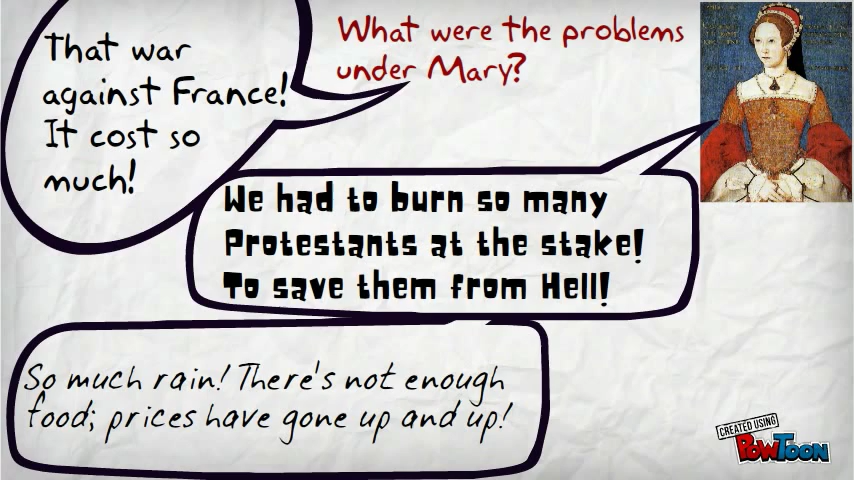 What were the problems
under Mary?
That war
against France!
It cost so
much!
We had to burn so many
Protestants at the stake!
To save them from Hell!
So much rain! There's not enough
food; prices have gone up and up!
CREATED USING
POWTOON